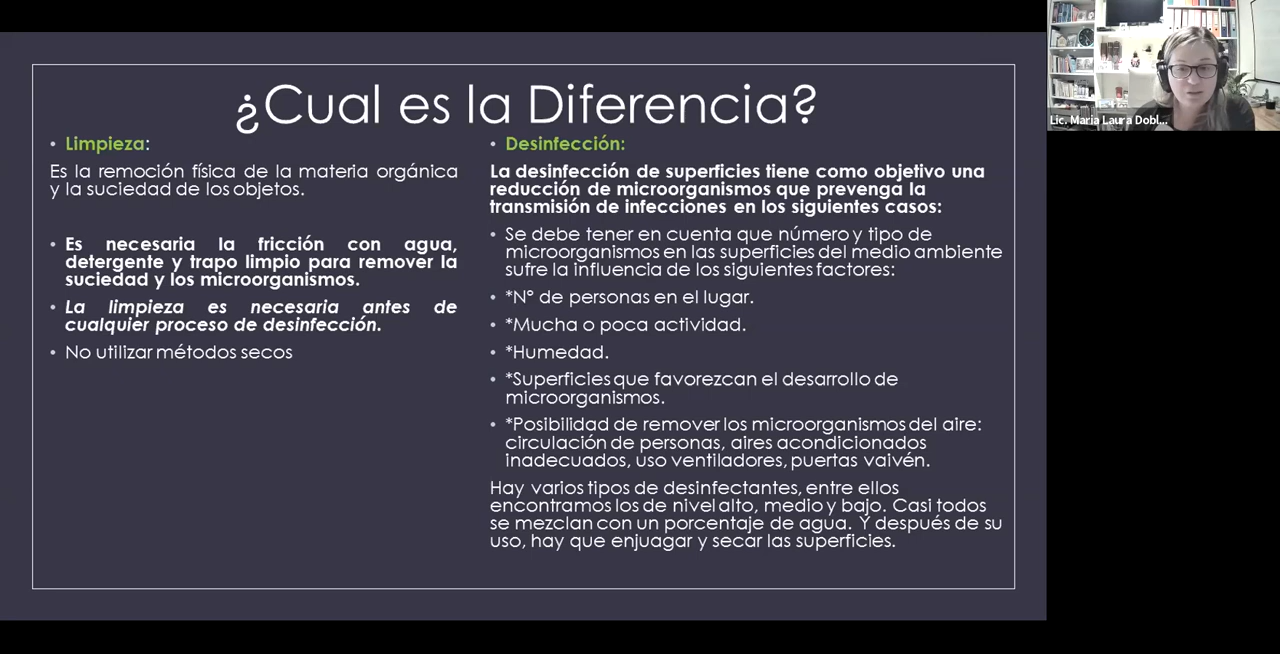 ¿Cual es la Diferencia?
• Limpieza:
Es la remoción física de la materia orgánica
y la suciedad de los objetos.
• Es necesaria la fricción con agua,
detergente y trapo limpio para remover la
suciedad y los microorganismos.
• La limpieza es necesaria antes de
cualquier proceso de desinfección.
• No utilizar métodos secos
• Desinfección:
La desinfección de superficies tiene como objetivo una
reducción de microorganismos que prevenga la
transmisión de infecciones en los siguientes casos:
• Se debe tener en cuenta que número y tipo de
microorganismos en las superficies del medio ambiente
sufre la influencia de los siguientes factores:
• *N° de personas en el lugar.
• *Mucha o poca actividad.
• *Humedad.
• *Superficies que favorezcan el desarrollo de
microorganismos.
• *Posibilidad de remover los microorganismos del aire:
circulación de personas, aires acondicionados
inadecuados, uso ventiladores, puertas vaivén.
Hay varios tipos de desinfectantes, entre ellos
encontramos los de nivel alto, medio y bajo. Casi todos
se mezclan con un porcentaje de agua. Y después de su
uso, hay que enjuagar y secar las superficies.
Lic. Maria Laura Dobl...